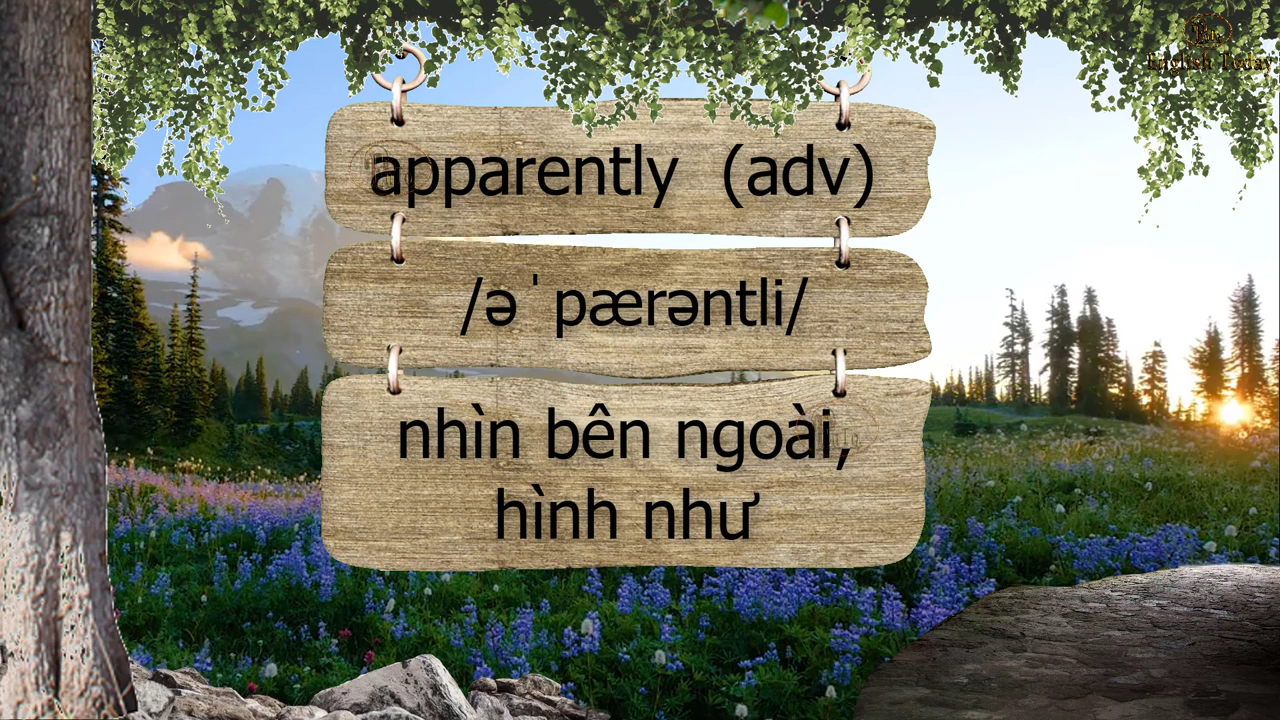 English Today
apparently (adv)
/əˈpærəntli/
nhìn bên ngoài,
hình như